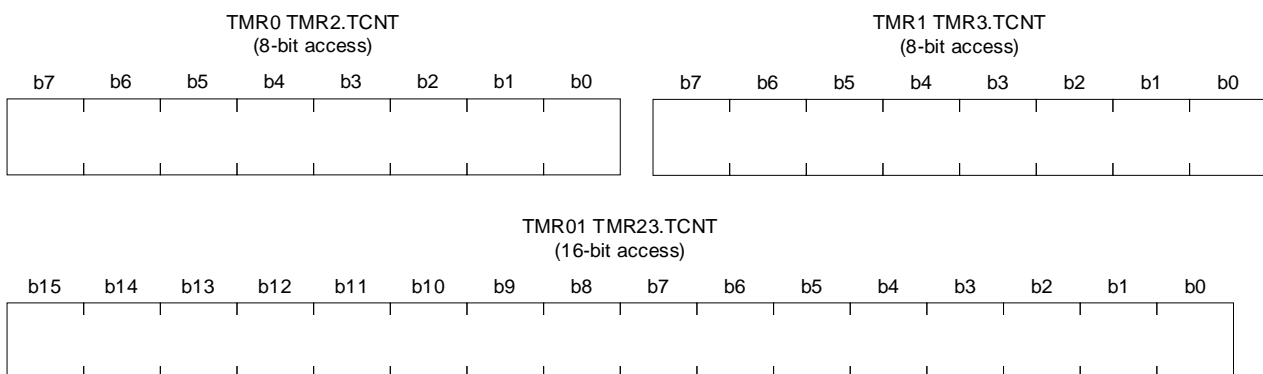 TMR0 TMR2.TCNT
(8-bit access)
b7 b6 b5 b4 b3 b2 b1 b0
TMR1 TMR3.TCNT
(8-bit access)
b7 b6 b5 b4 b3 b2 b1 b0
TMR01 TMR23.TCNT
(16-bit access)
b15 b14 b13 b12 b11 b10 b9 b8 b7 b6 b5 b4 b3 b2 b1 b0